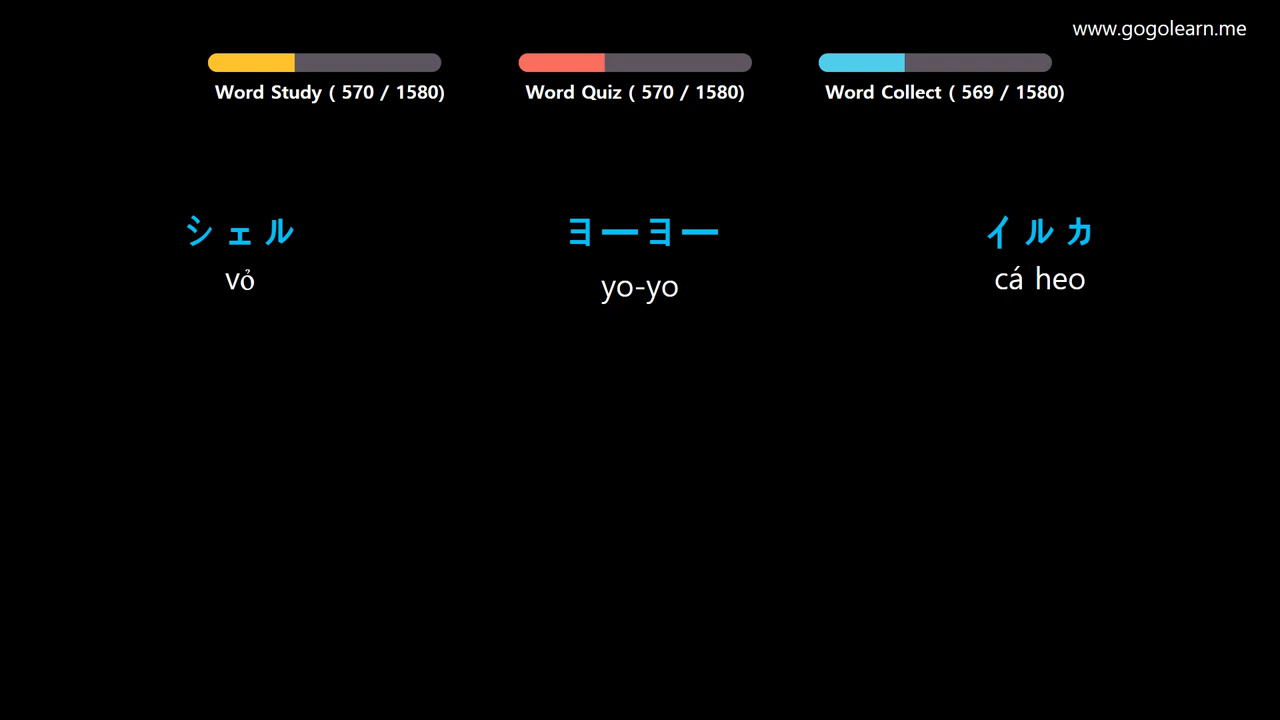 www.gogolearn.me
Word Study ( 570 / 1580)
Word Quiz ( 570 / 1580)
Word Collect ( 569 / 1580)
シェル
vỏ
ヨーヨー
yo-yo
イルカ
cá heo